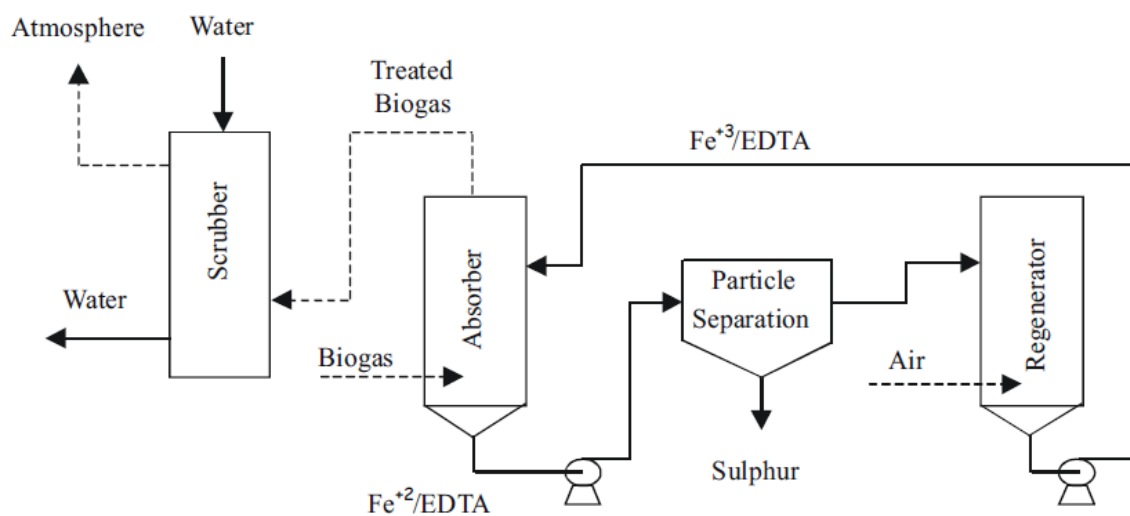 Atmosphere
Water
Treated
Biogas
Fe⁺³/EDTA
Scrubber
Absorber
Particle
Separation
Regenerator
Water
Biogas
Air
Sulphur
Fe⁺²/EDTA